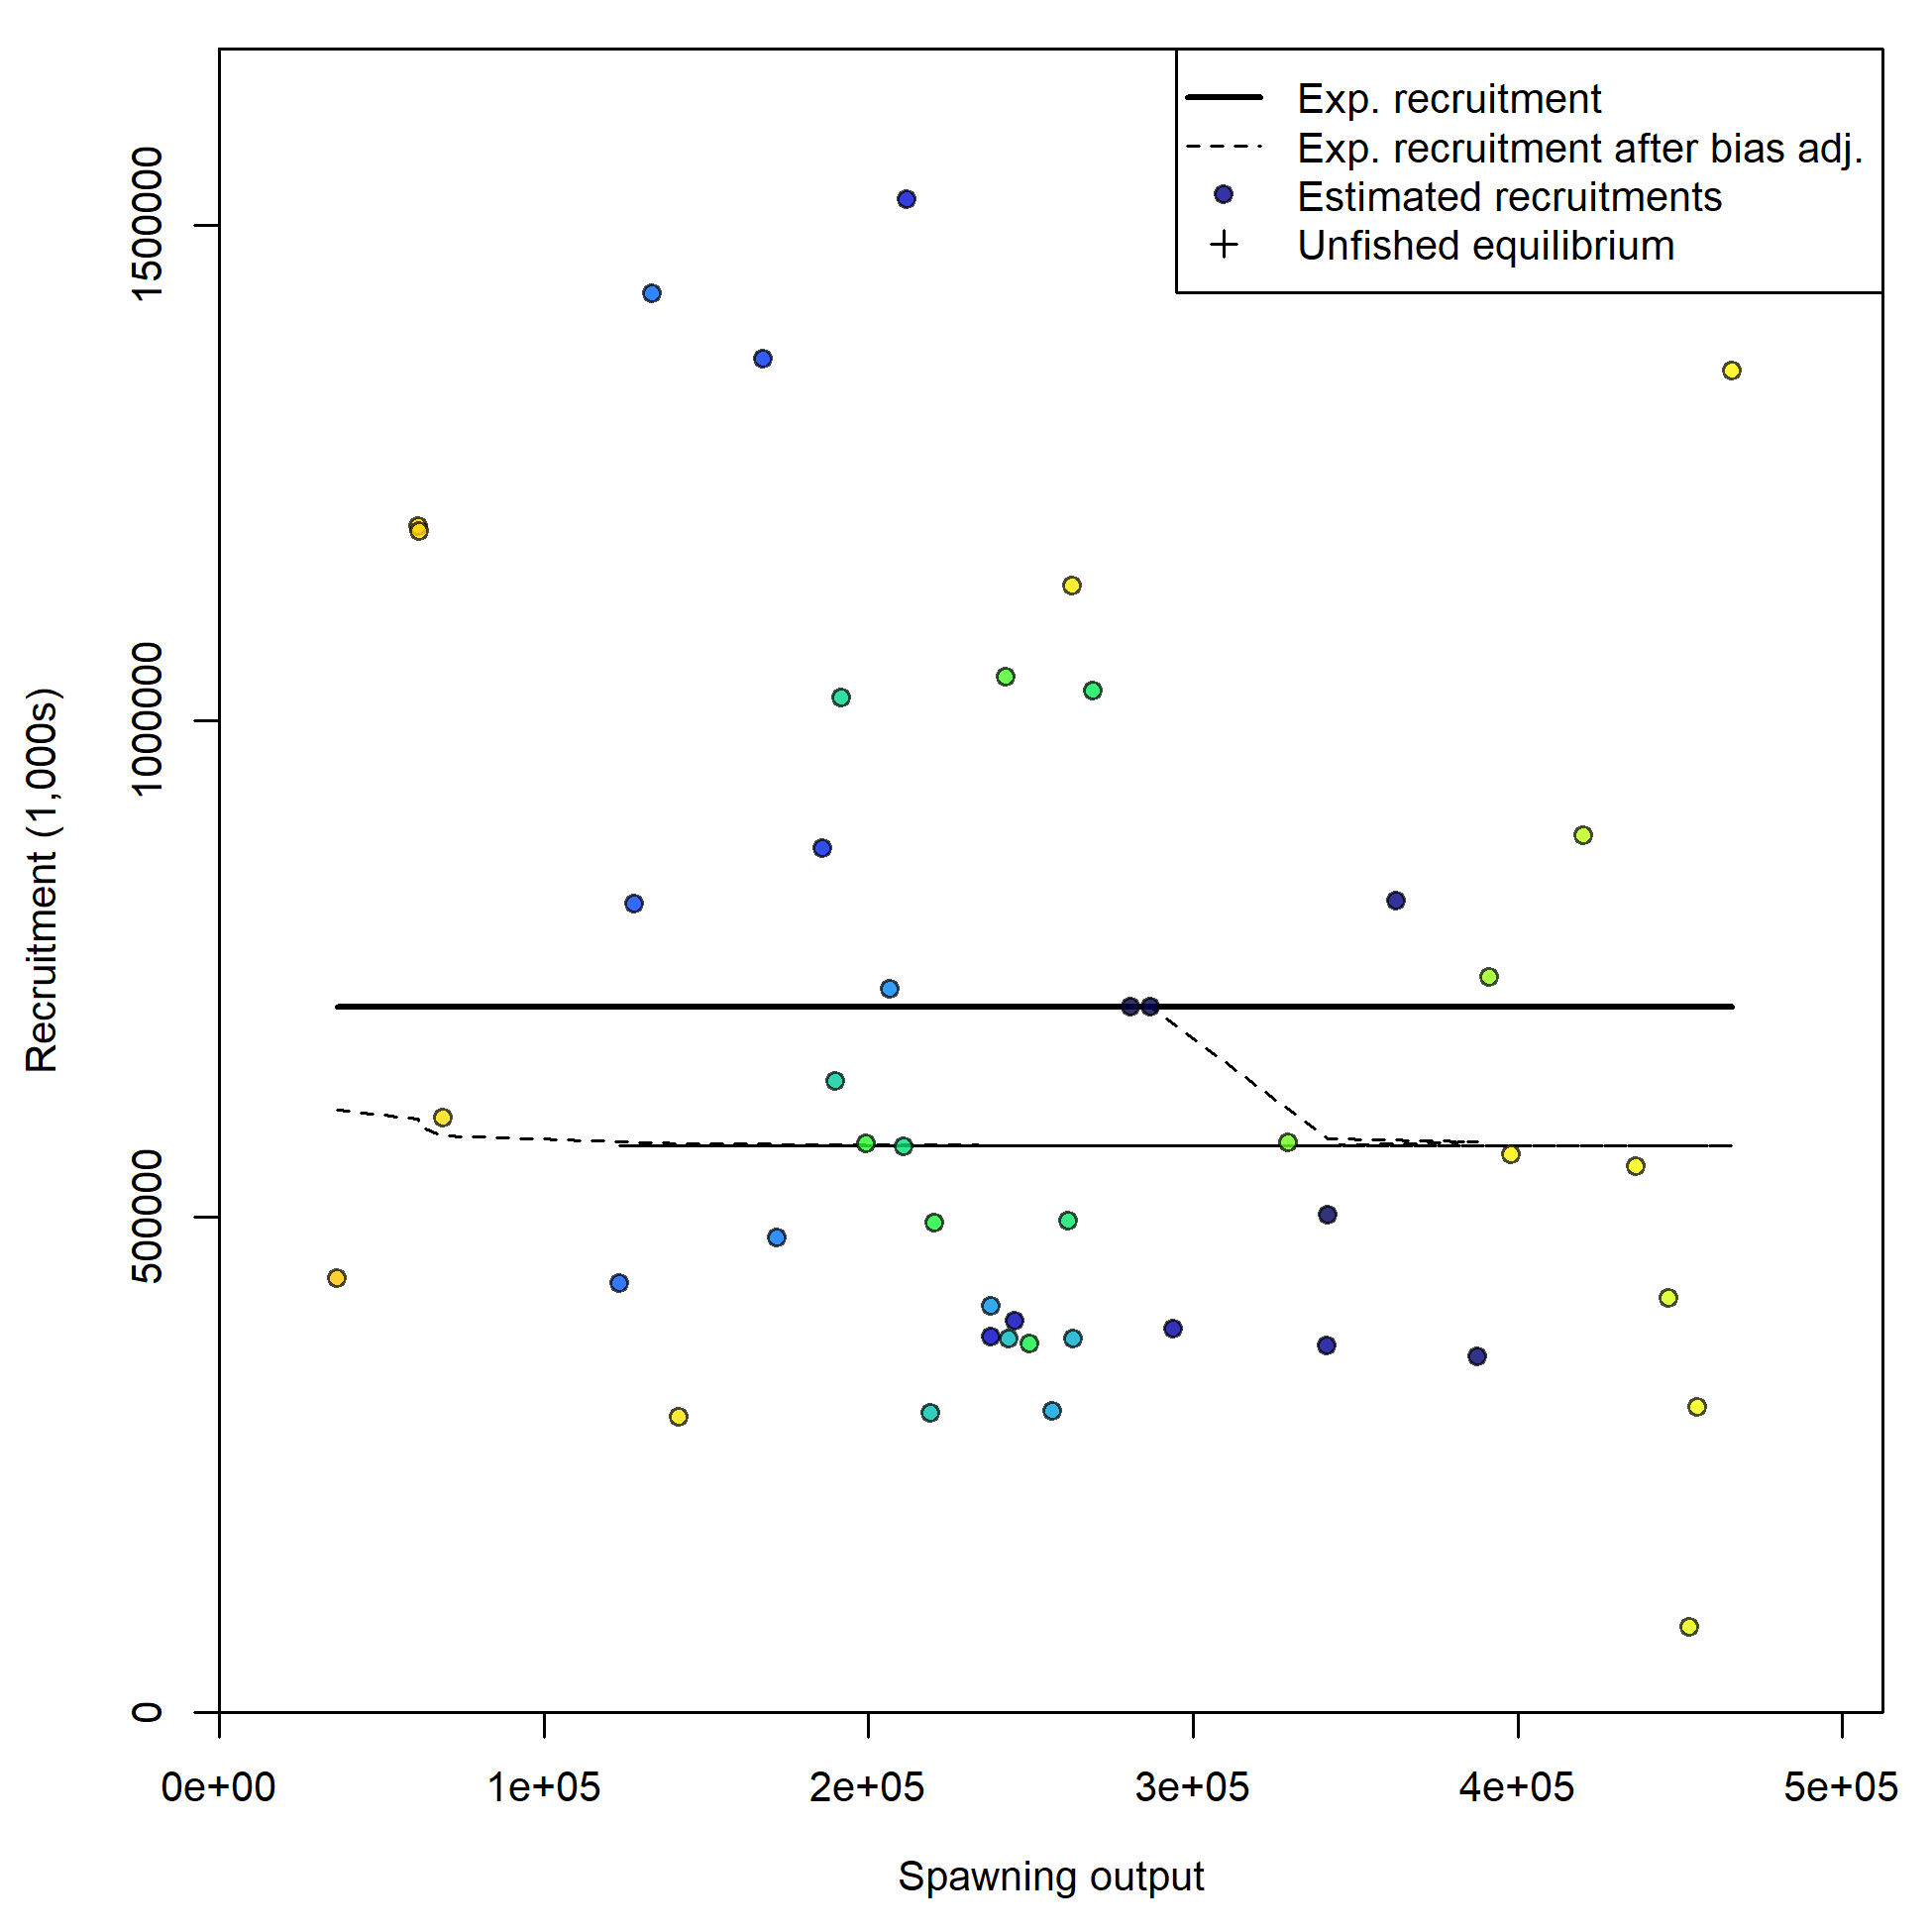 Exp. recruitment
Exp. recruitment after bias adj.
Estimated recruitments
Unfished equilibrium
Recruitment (1,000s)
1500000
1000000
500000
0
0e+00 1e+05 2e+05 3e+05 4e+05 5e+05
Spawning output